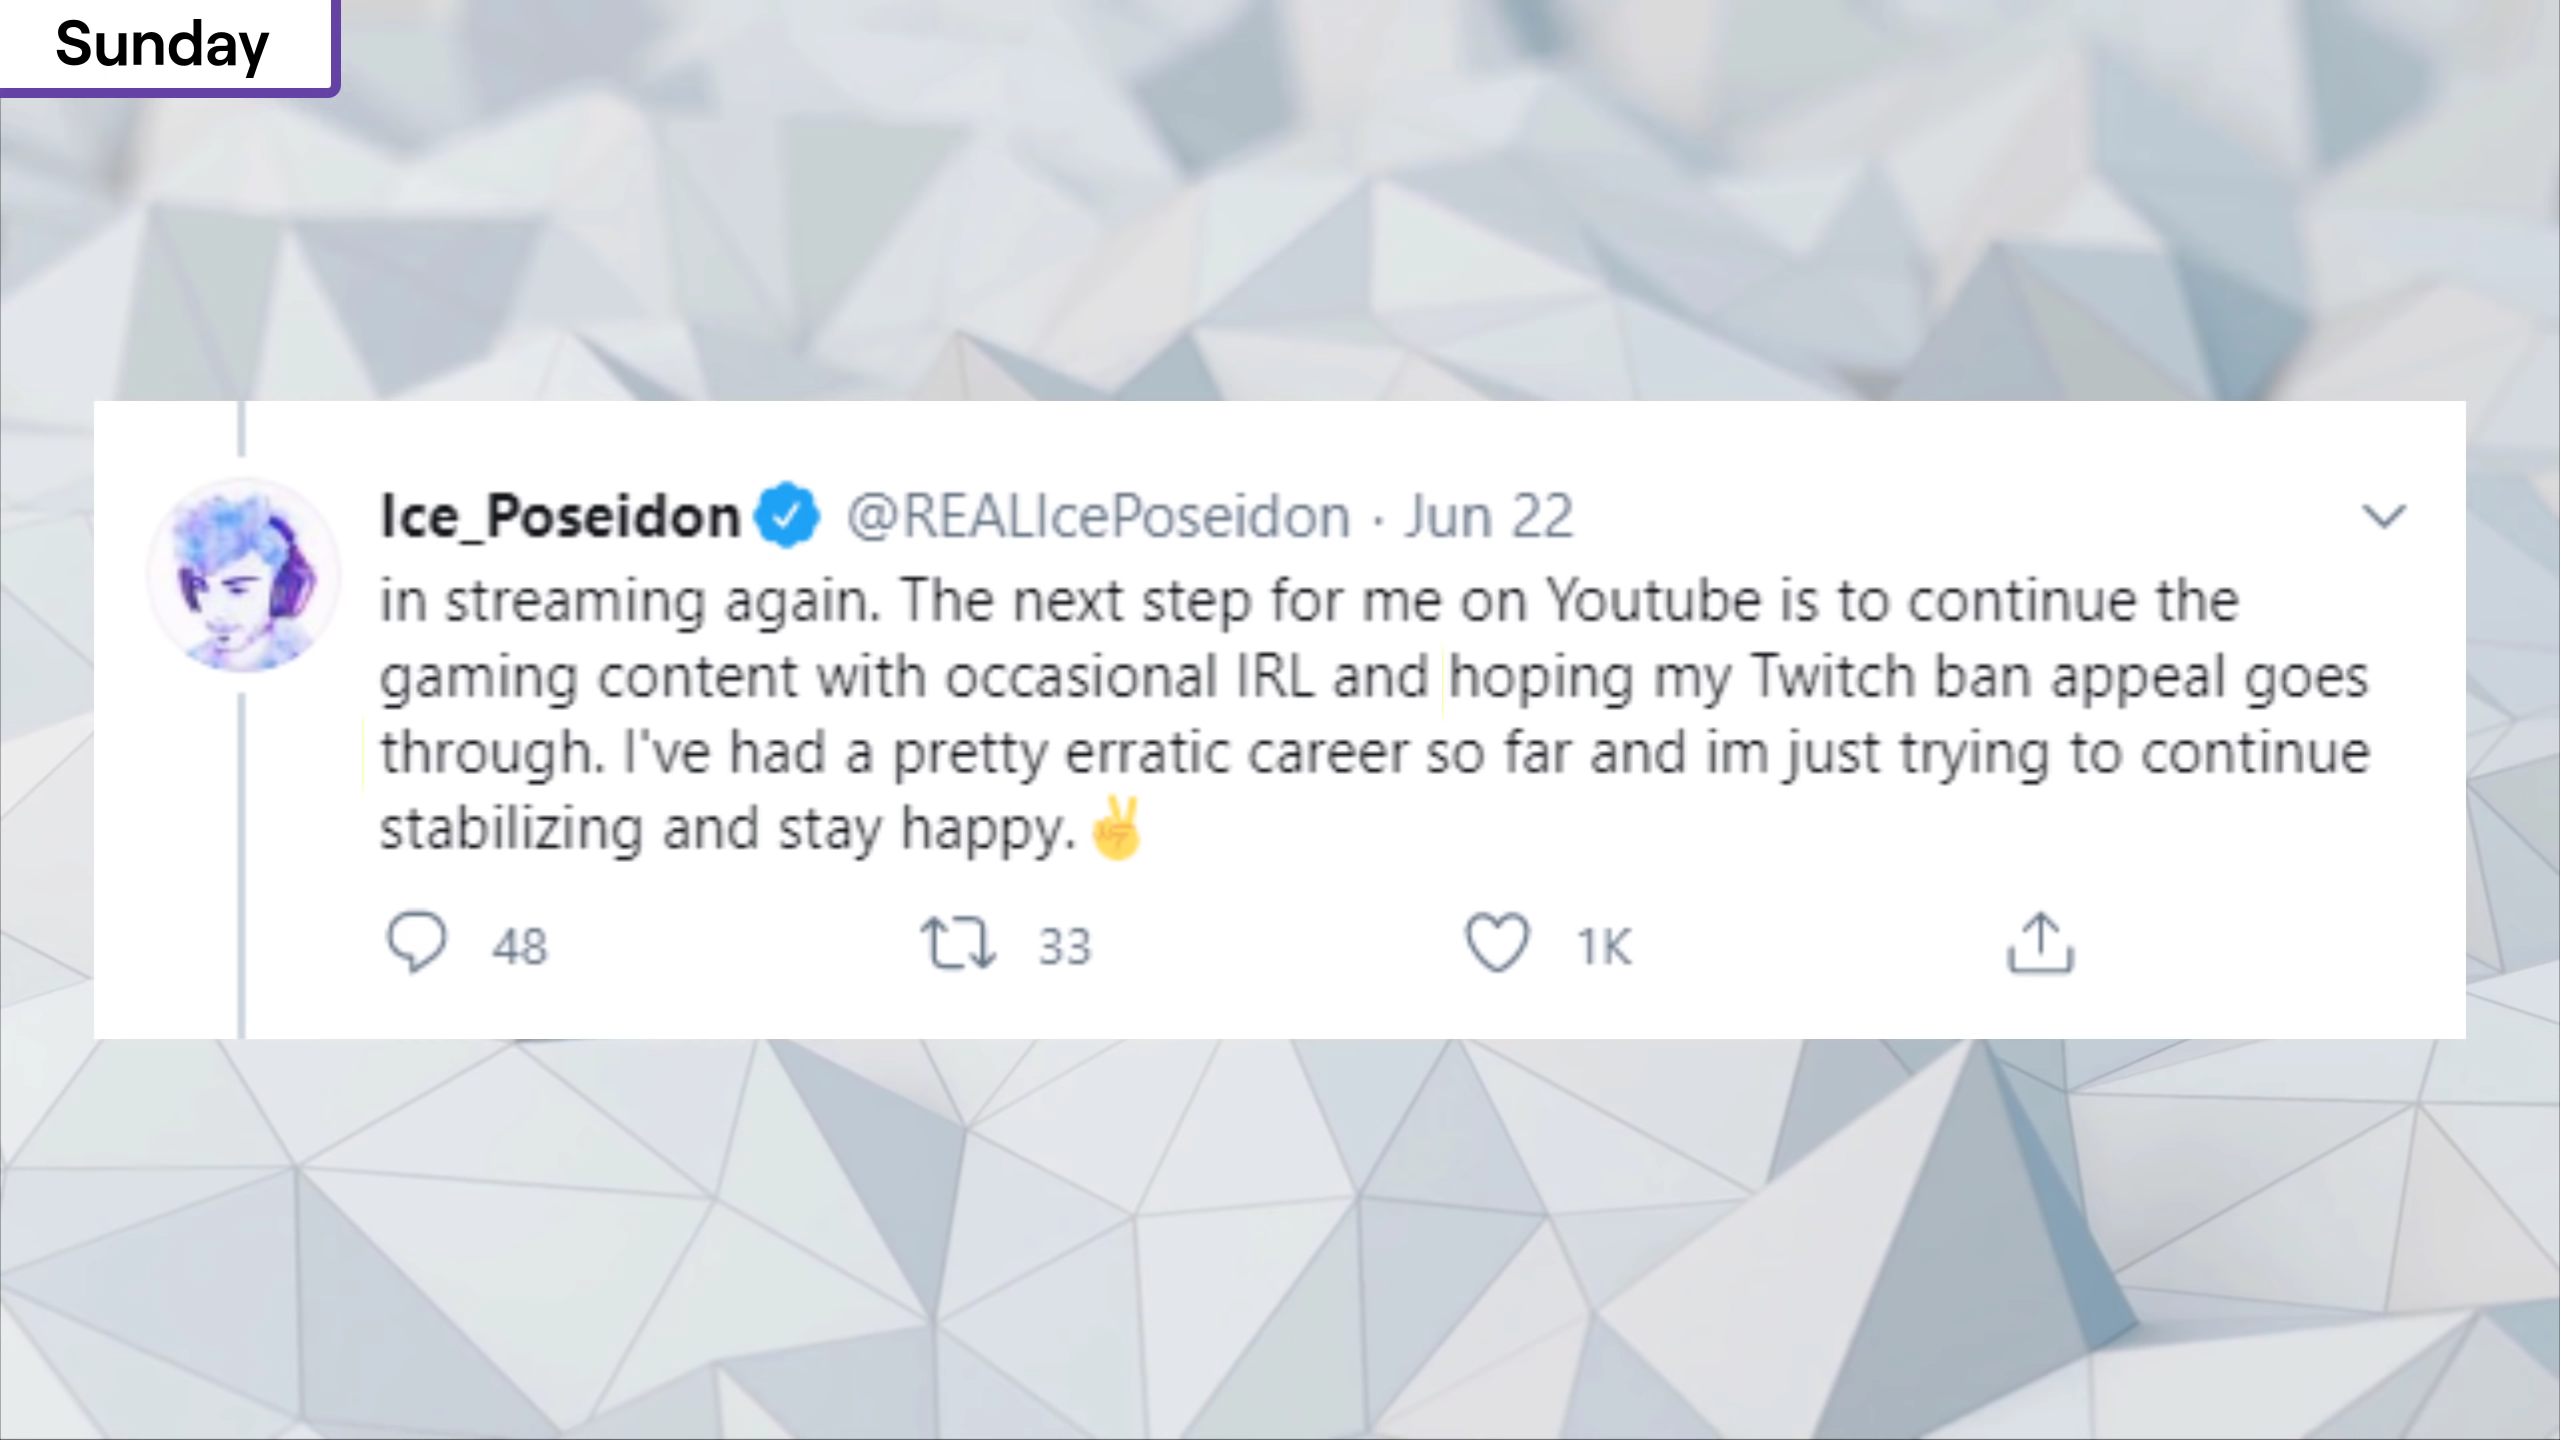 Sunday
Ice_Poseidon @REALIcePoseidon · Jun 22
in streaming again. The next step for me on Youtube is to continue the
gaming content with occasional IRL and hoping my Twitch ban appeal goes
through. I've had a pretty erratic career so far and im just trying to continue
stabilizing and stay happy.✌
48 33 1K